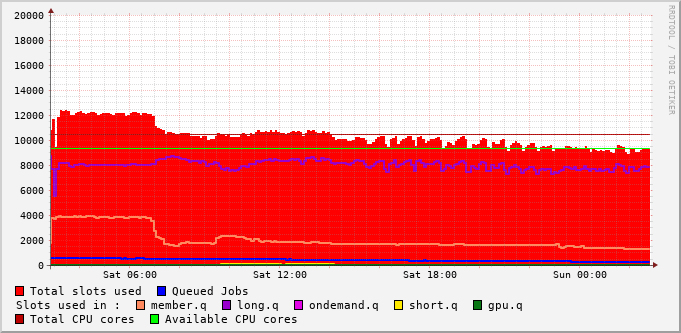 RRDTOOL / TOBI OETIKER
20000
18000
16000
14000
12000
10000
8000
6000
4000
2000
0
Sat 06:00 Sat 12:00 Sat 18:00 Sun 00:00
Total slots used Queued Jobs
Slots used in : member.q long.q ondemand.q short.q gpu.q
Total CPU cores Available CPU cores